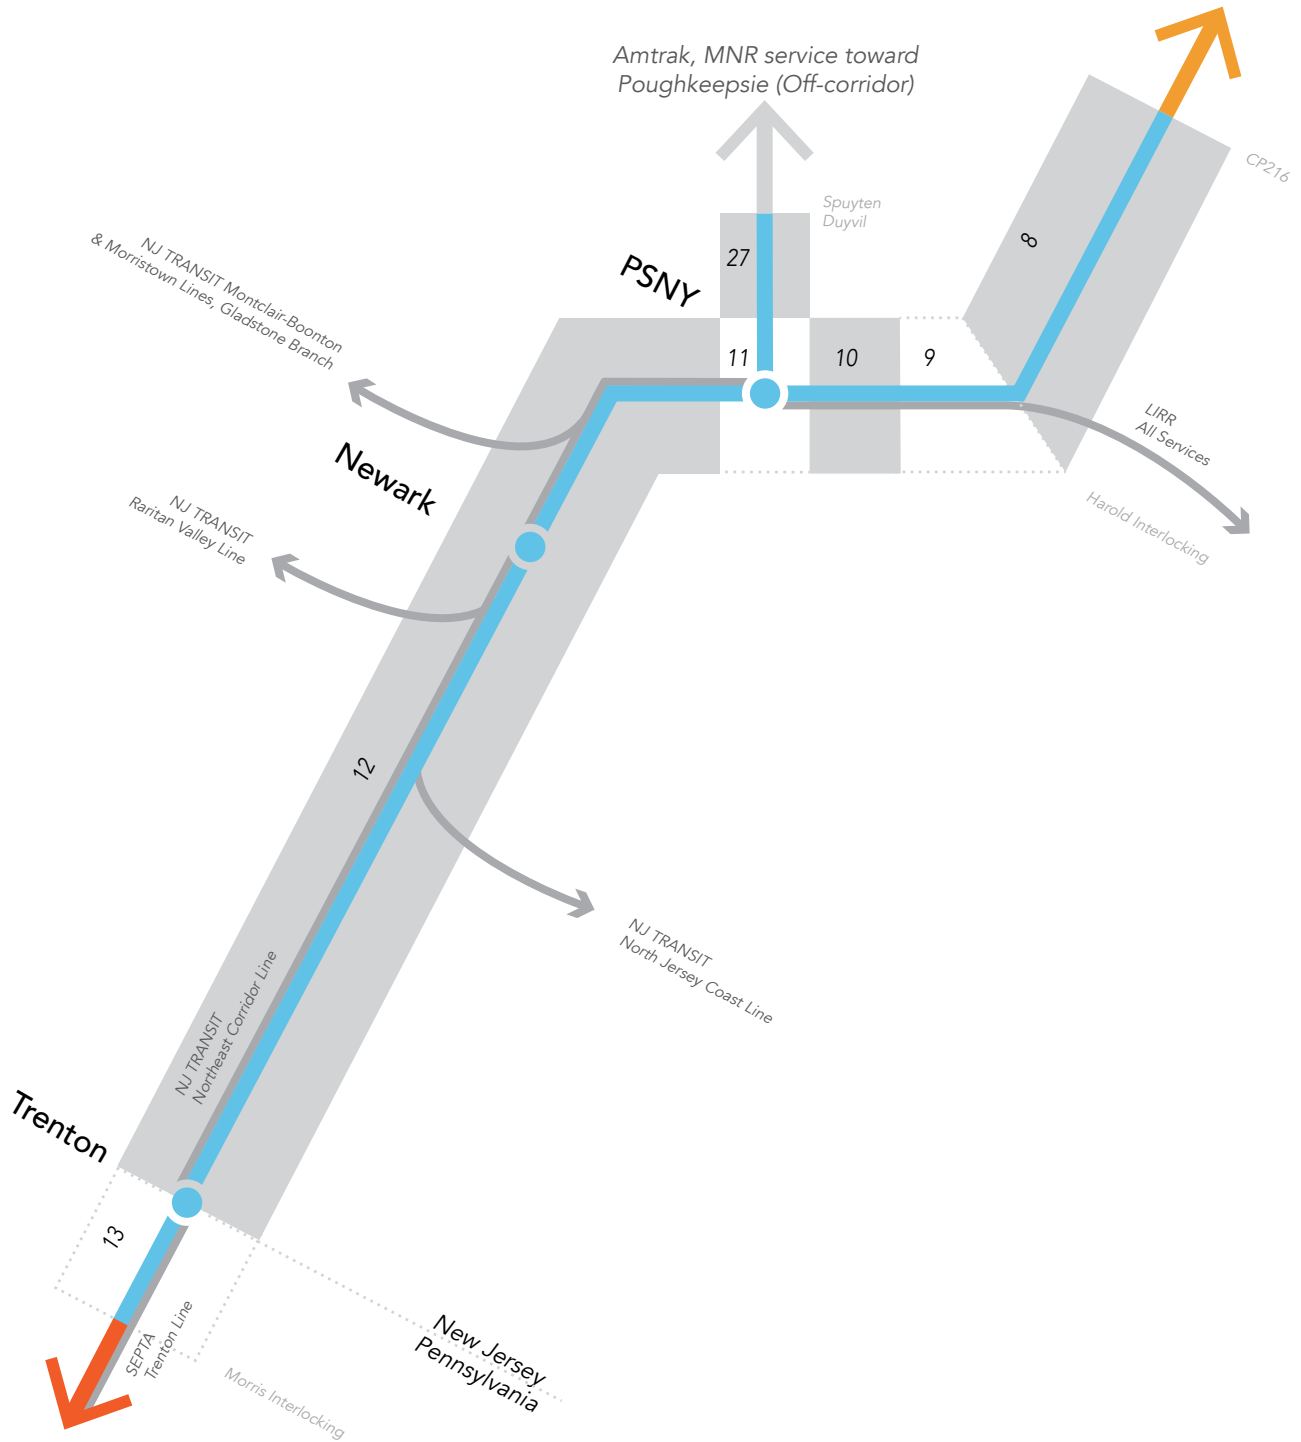 Amtrak, MNR service toward
Poughkeepsie (Off-corridor)
CP216
Spuyten
Duyvil
8
NJ TRANSIT Montclair-Boonton
& Morristown Lines, Gladstone Branch
PSNY
27
11
10
9
LIRR
All Services
Newark
Harold Interlocking
NJ TRANSIT
Raritan Valley Line
12
NJ TRANSIT
North Jersey Coast Line
NJ TRANSIT
Northeast Corridor Line
Trenton
13
SEPTA
Trenton Line
New Jersey
Pennsylvania
Morris Interlocking